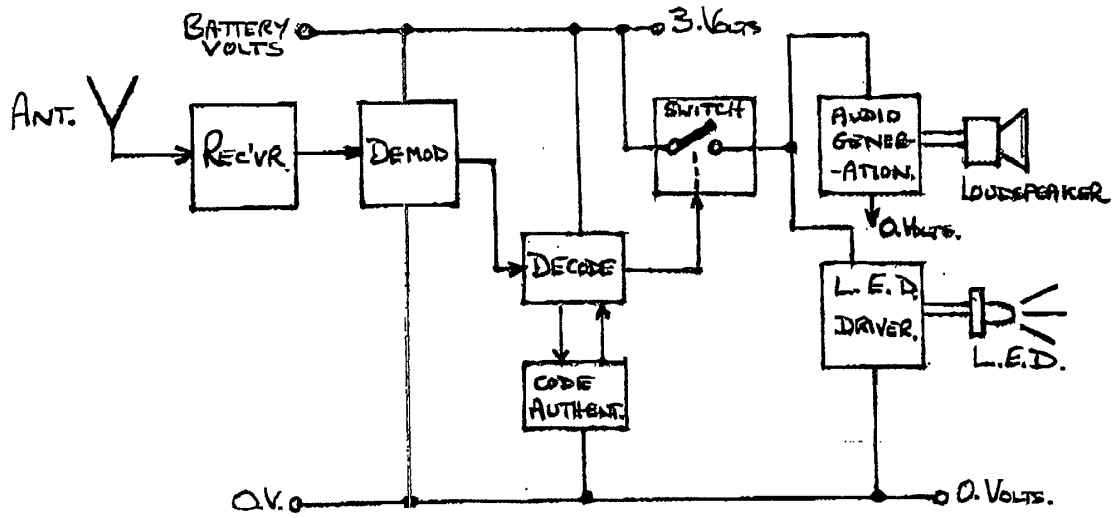 BATTERY
VOLTS
3.VOLTS
ANT.
REC'VR.
DEMOD
SWITCH
AUDIO
GENER-
-ATION.
LOUDSPEAKER
O.VOLTS.
DECODE
L.E.D.
DRIVER.
L.E.D.
CODE
AUTHENT.
O.V.
O.VOLTS.